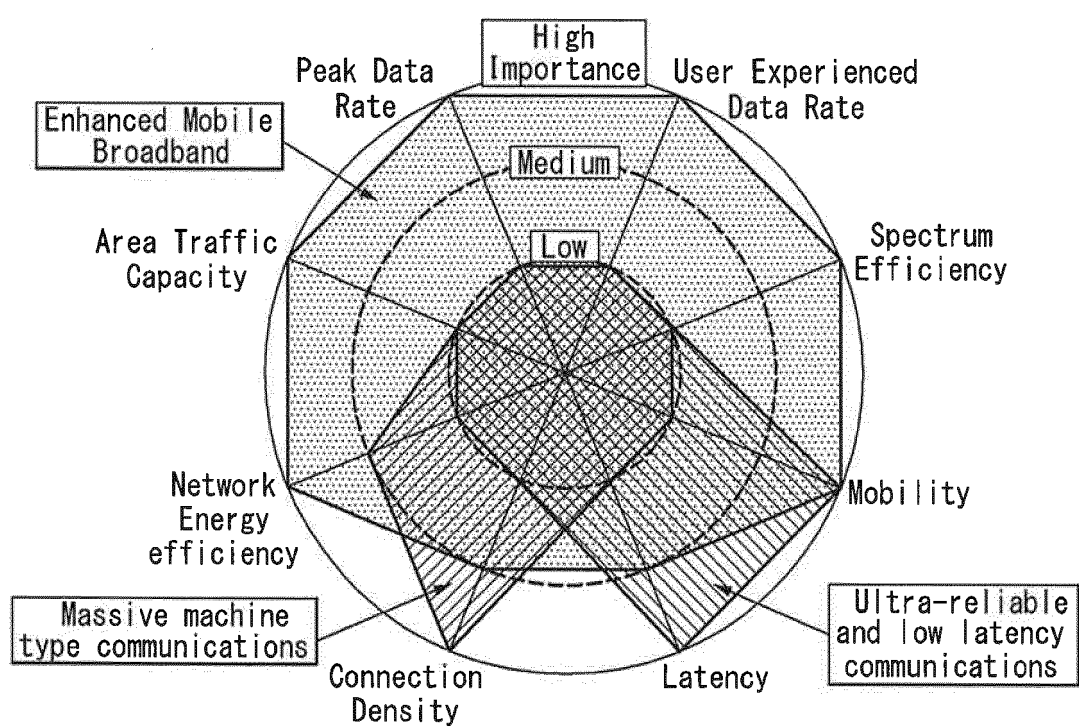 High
Importance
Peak Data
Rate
User Experienced
Data Rate
Enhanced Mobile
Broadband
Medium
Low
Area Traffic
Capacity
Spectrum
Efficiency
Network
Energy
efficiency
Mobility
Massive machine
type communications
Ultra-reliable
and low latency
communications
Connection
Density
Latency